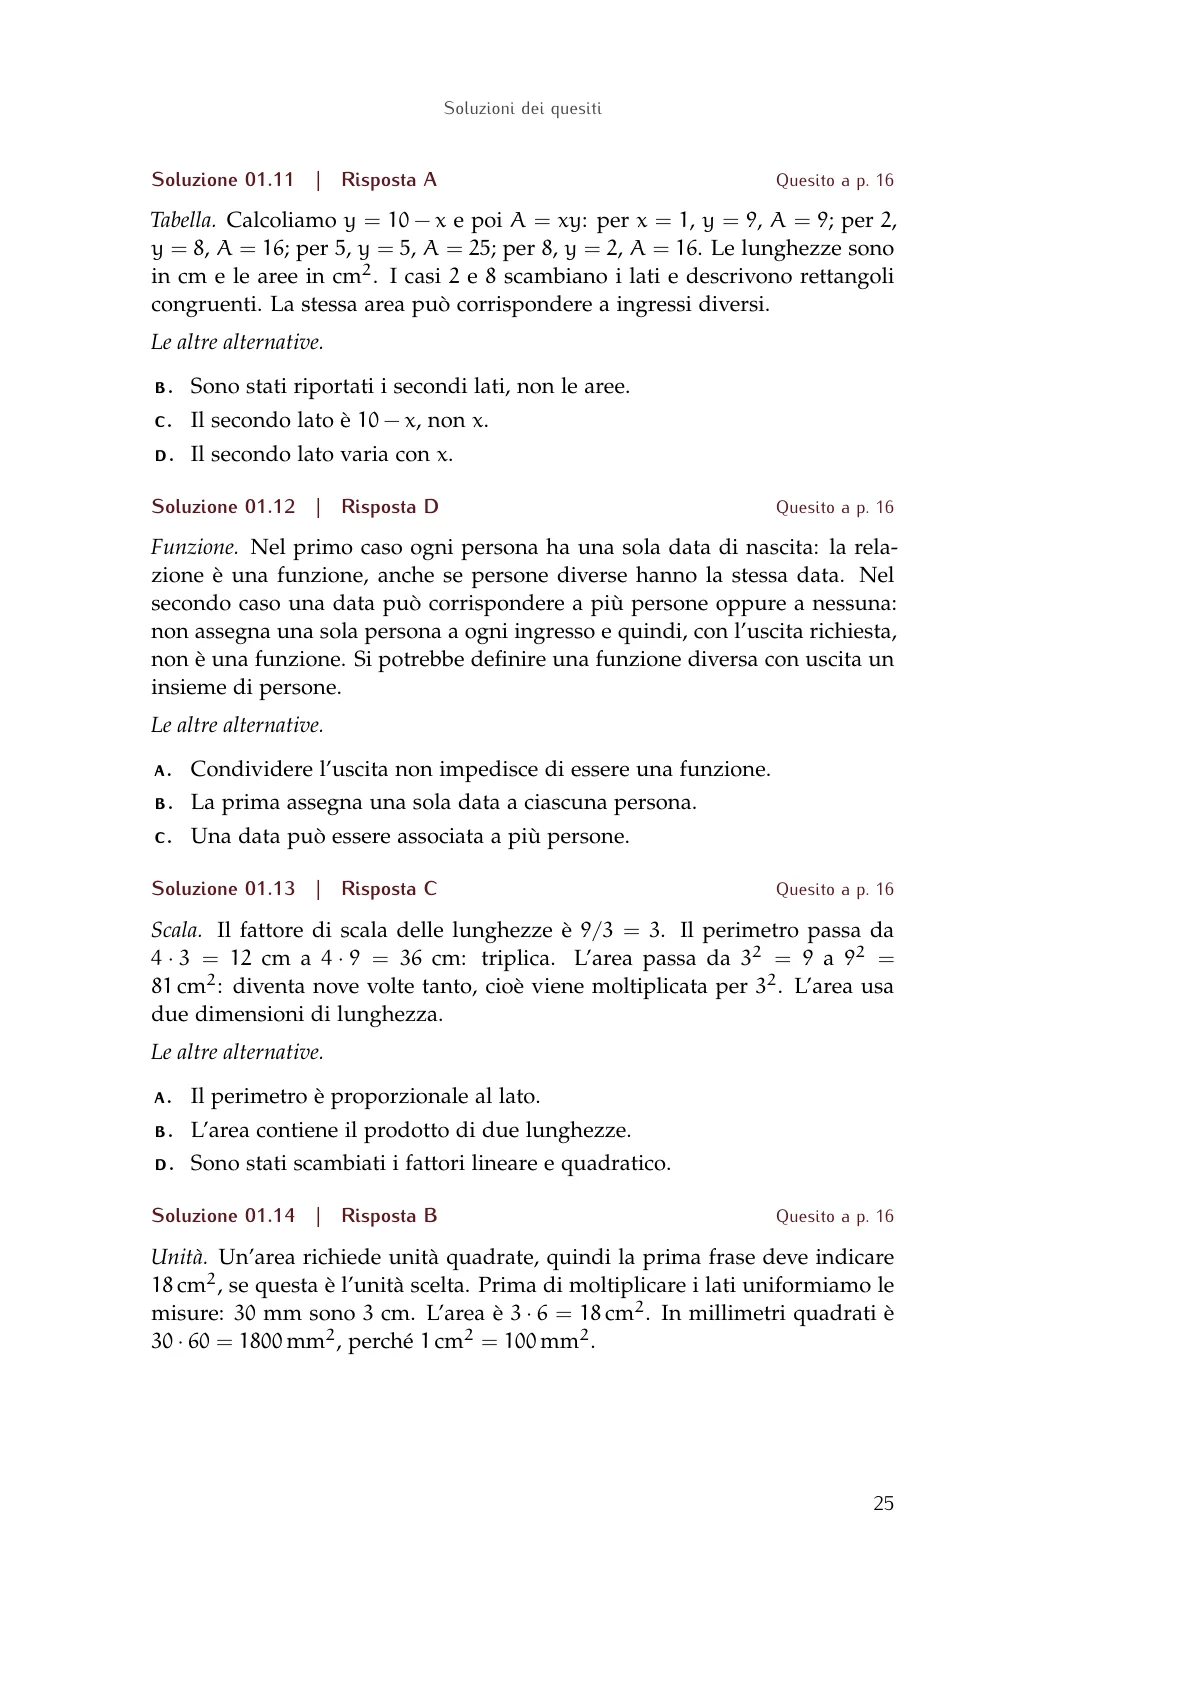 Soluzioni dei quesiti
Soluzione 01.11 | Risposta A Quesito a p. 16
Tabella. Calcoliamo y = 10 − x e poi A = xy: per x = 1, y = 9, A = 9; per 2,
y = 8, A = 16; per 5, y = 5, A = 25; per 8, y = 2, A = 16. Le lunghezze sono
in cm e le aree in cm². I casi 2 e 8 scambiano i lati e descrivono rettangoli
congruenti. La stessa area può corrispondere a ingressi diversi.
Le altre alternative.
B. Sono stati riportati i secondi lati, non le aree.
C. Il secondo lato è 10 − x, non x.
D. Il secondo lato varia con x.
Soluzione 01.12 | Risposta D Quesito a p. 16
Funzione. Nel primo caso ogni persona ha una sola data di nascita: la rela-
zione è una funzione, anche se persone diverse hanno la stessa data. Nel
secondo caso una data può corrispondere a più persone oppure a nessuna:
non assegna una sola persona a ogni ingresso e quindi, con l'uscita richiesta,
non è una funzione. Si potrebbe definire una funzione diversa con uscita un
insieme di persone.
Le altre alternative.
A. Condividere l'uscita non impedisce di essere una funzione.
B. La prima assegna una sola data a ciascuna persona.
C. Una data può essere associata a più persone.
Soluzione 01.13 | Risposta C Quesito a p. 16
Scala. Il fattore di scala delle lunghezze è 9/3 = 3. Il perimetro passa da
4 · 3 = 12 cm a 4 · 9 = 36 cm: triplica. L'area passa da 3² = 9 a 9² =
81 cm²: diventa nove volte tanto, cioè viene moltiplicata per 3². L'area usa
due dimensioni di lunghezza.
Le altre alternative.
A. Il perimetro è proporzionale al lato.
B. L'area contiene il prodotto di due lunghezze.
D. Sono stati scambiati i fattori lineare e quadratico.
Soluzione 01.14 | Risposta B Quesito a p. 16
Unità. Un'area richiede unità quadrate, quindi la prima frase deve indicare
18 cm², se questa è l'unità scelta. Prima di moltiplicare i lati uniformiamo le
misure: 30 mm sono 3 cm. L'area è 3 · 6 = 18 cm². In millimetri quadrati è
30 · 60 = 1800 mm², perché 1 cm² = 100 mm².
25